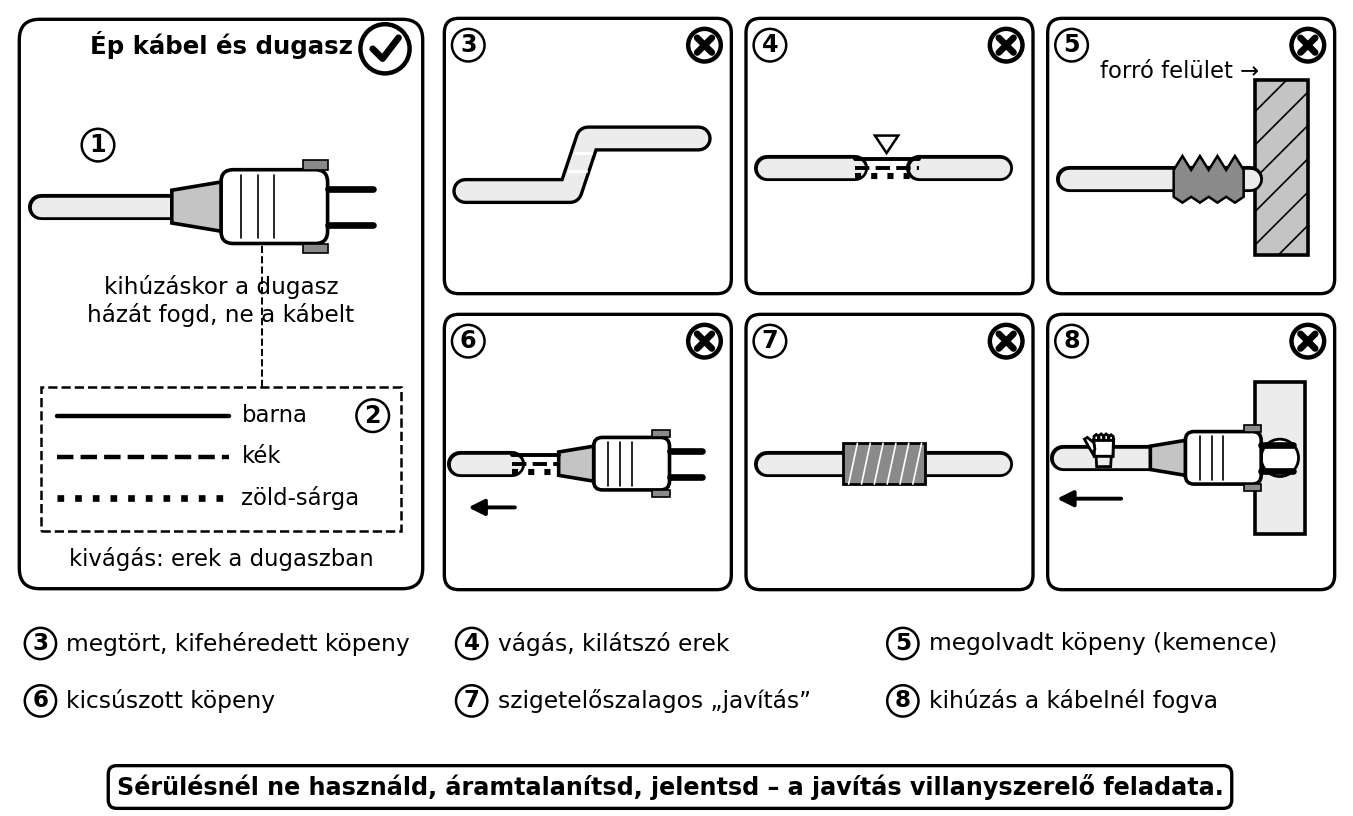 Ép kábel és dugasz
1
kihúzáskor a dugasz
házát fogd, ne a kábelt
barna
2
kék
zöld-sárga
kivágás: erek a dugaszban
3
4
5
forró felület →
6
7
8
3 megtört, kifehéredett köpeny
4 vágás, kilátszó erek
5 megolvadt köpeny (kemence)
6 kicsúszott köpeny
7 szigetelőszalagos „javítás”
8 kihúzás a kábelnél fogva
Sérülésnél ne használd, áramtalanítsd, jelentsd – a javítás villanyszerelő feladata.